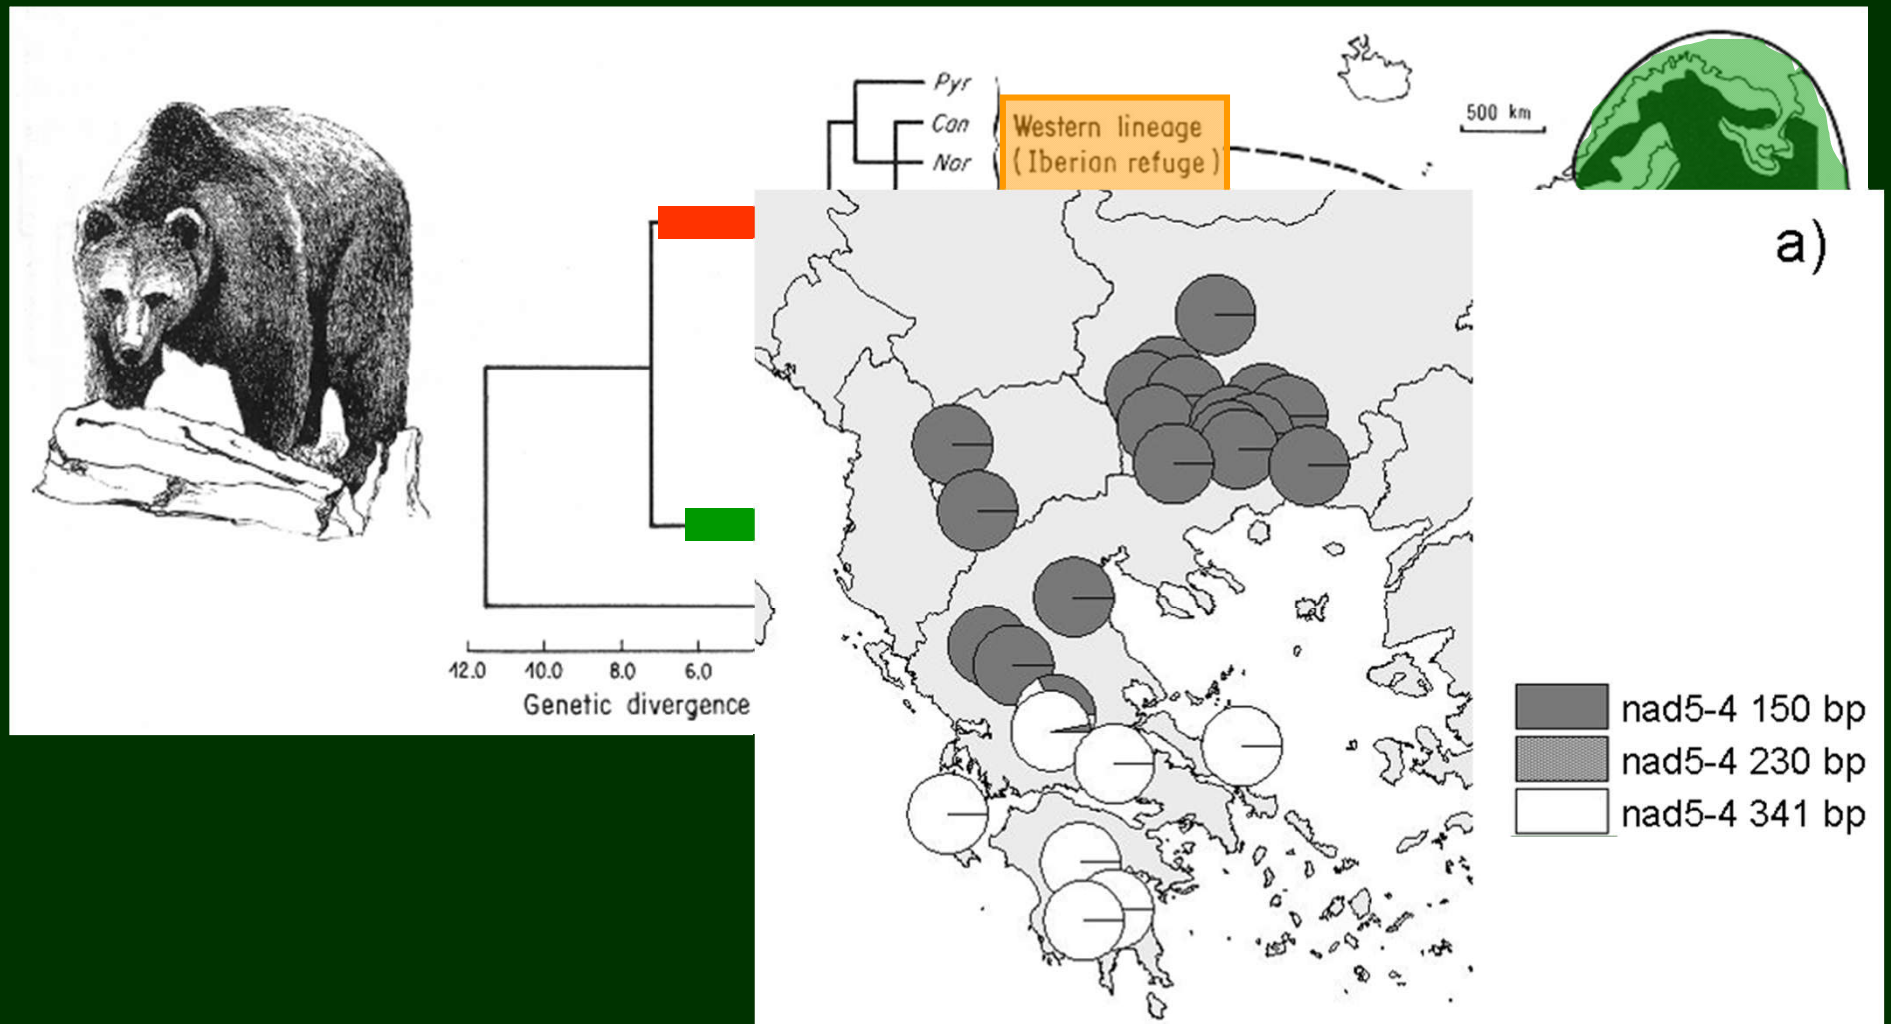 Pyr
Can
Nor
Western lineage
(Iberian refuge)
500 km
a)
12.0 10.0 8.0 6.0
Genetic divergence
nad5-4 150 bp
nad5-4 230 bp
nad5-4 341 bp